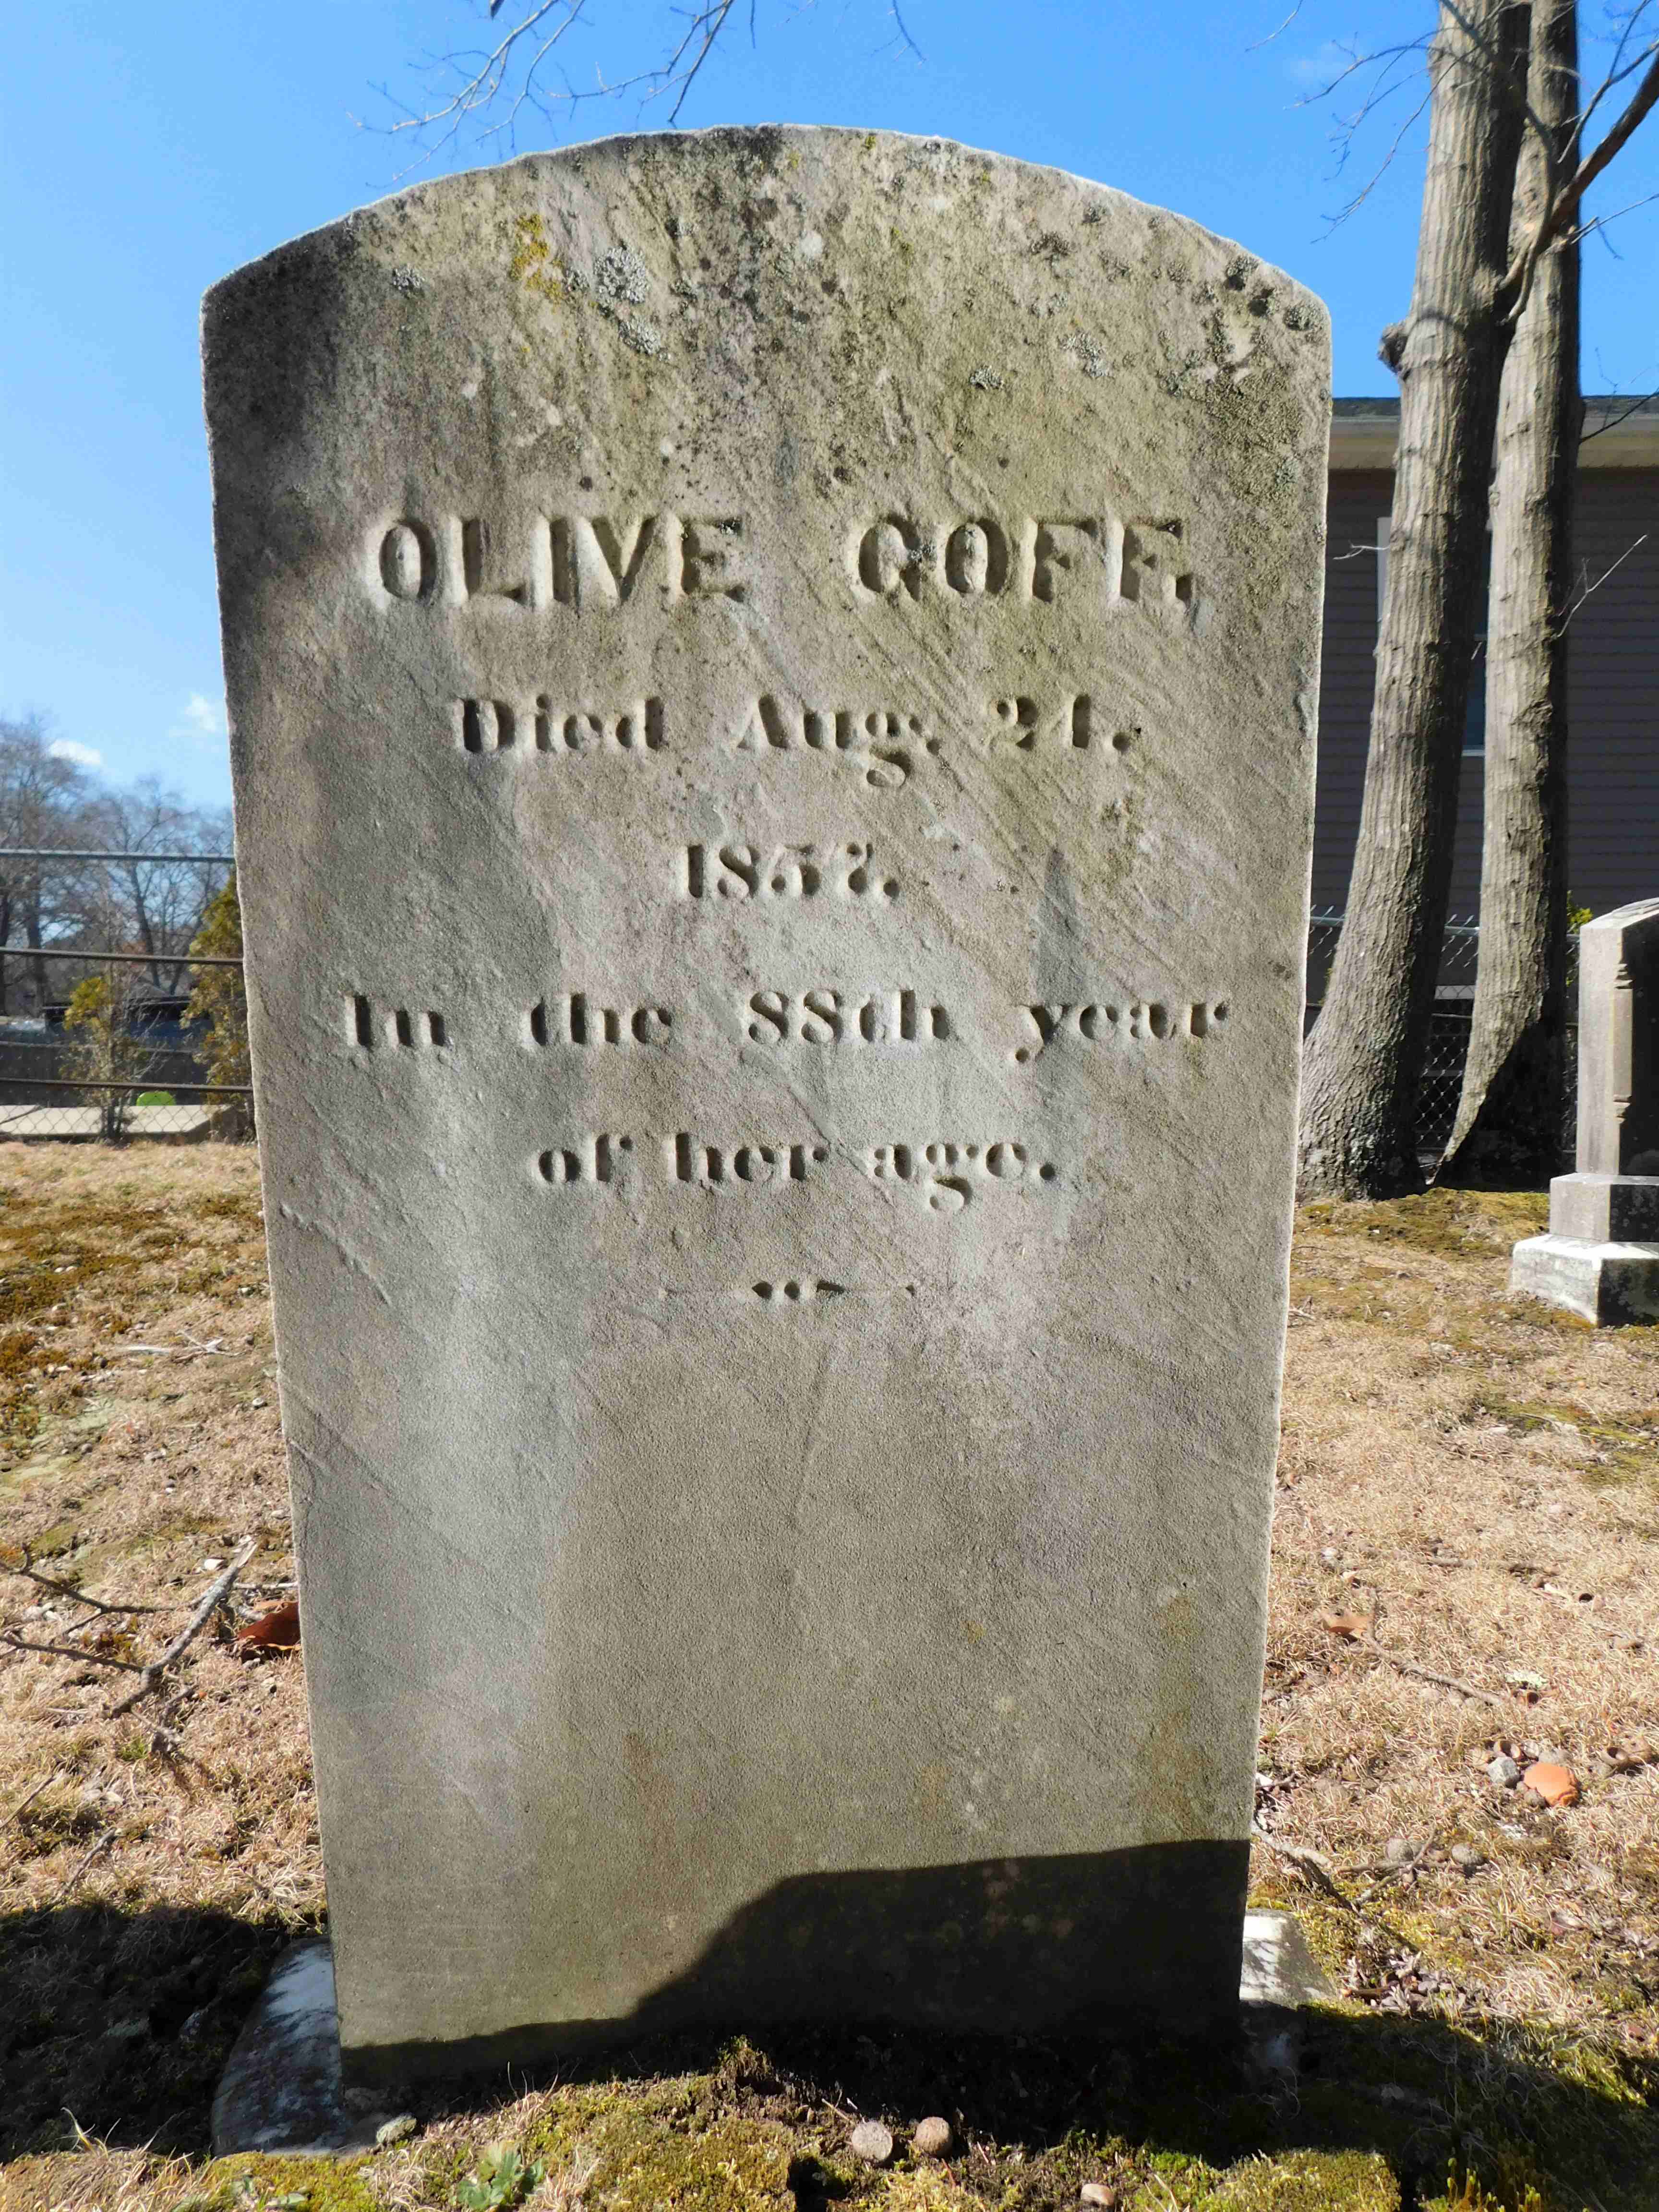 OLIVE GOFF,
Died Aug. 24.
1857.
In the 88th year
of her age.